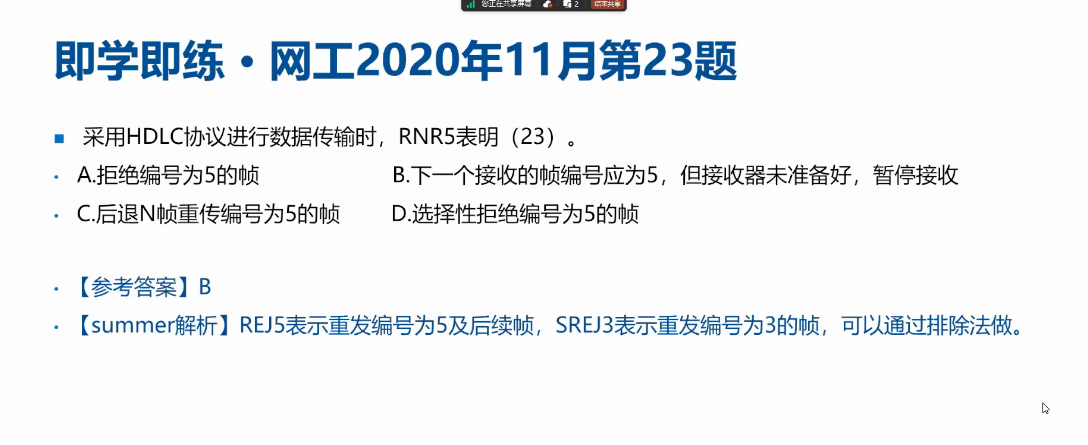 您正在共享屏幕 2 结束共享
即学即练·网工2020年11月第23题
采用HDLC协议进行数据传输时，RNR5表明（23）。
A.拒绝编号为5的帧 B.下一个接收的帧编号应为5，但接收器未准备好，暂停接收
C.后退N帧重传编号为5的帧 D.选择性拒绝编号为5的帧
【参考答案】B
【summer解析】REJ5表示重发编号为5及后续帧，SREJ3表示重发编号为3的帧，可以通过排除法做。